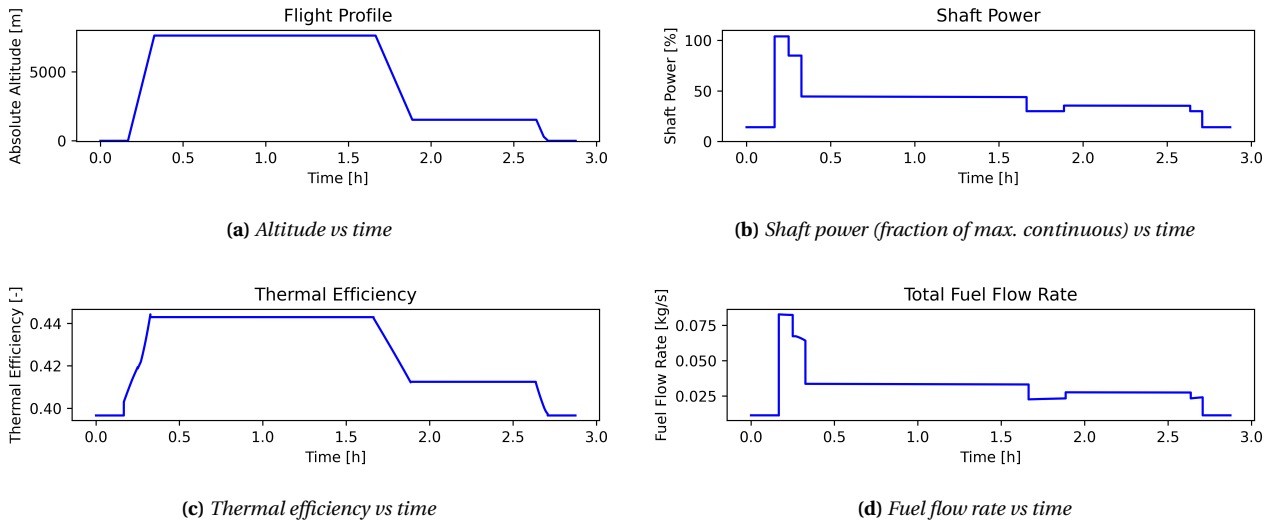 Flight Profile
Absolute Altitude [m]
5000
0
0.0 0.5 1.0 1.5 2.0 2.5 3.0
Time [h]
(a) Altitude vs time
Shaft Power
Shaft Power [%]
100
50
0
0.0 0.5 1.0 1.5 2.0 2.5 3.0
Time [h]
(b) Shaft power (fraction of max. continuous) vs time
Thermal Efficiency
Thermal Efficiency [-]
0.44
0.42
0.40
0.0 0.5 1.0 1.5 2.0 2.5 3.0
Time [h]
(c) Thermal efficiency vs time
Total Fuel Flow Rate
Fuel Flow Rate [kg/s]
0.075
0.050
0.025
0.0 0.5 1.0 1.5 2.0 2.5 3.0
Time [h]
(d) Fuel flow rate vs time